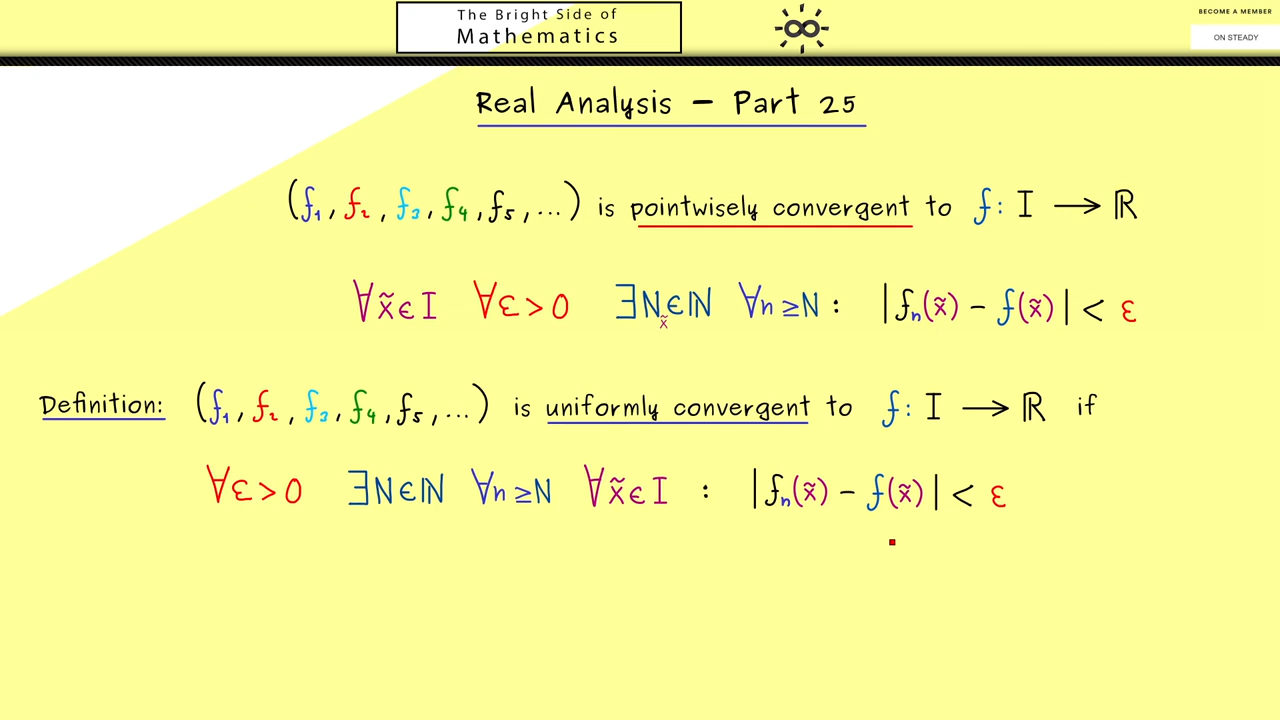 The Bright Side of
Mathematics
BECOME A MEMBER
ON STEADY
Real Analysis – Part 25
(f₁, f₂, f₃, f₄, f₅, ...) is pointwisely convergent to f: I ⟶ ℝ
∀x̃∈I ∀ε>0 ∃N_x̃∈ℕ ∀n≥N : |fₙ(x̃) − f(x̃)| < ε
Definition: (f₁, f₂, f₃, f₄, f₅, ...) is uniformly convergent to f: I ⟶ ℝ if
∀ε>0 ∃N∈ℕ ∀n≥N ∀x̃∈I : |fₙ(x̃) − f(x̃)| < ε